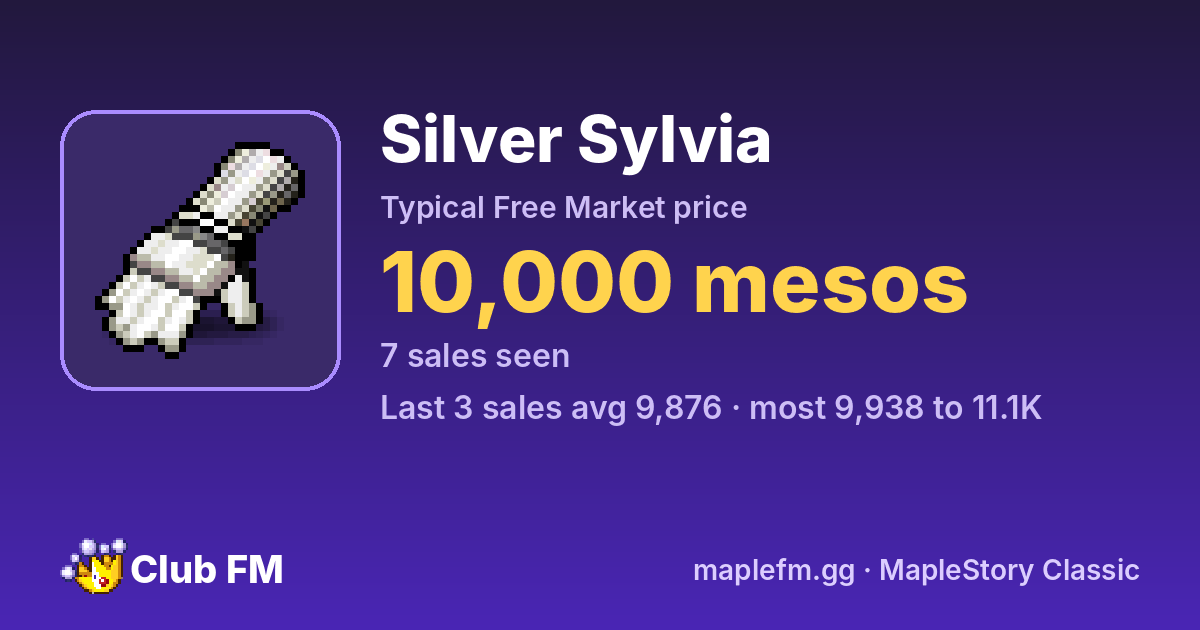 Silver Sylvia
Typical Free Market price
10,000 mesos
7 sales seen
Last 3 sales avg 9,876 · most 9,938 to 11.1K
Club FM
maplefm.gg · MapleStory Classic